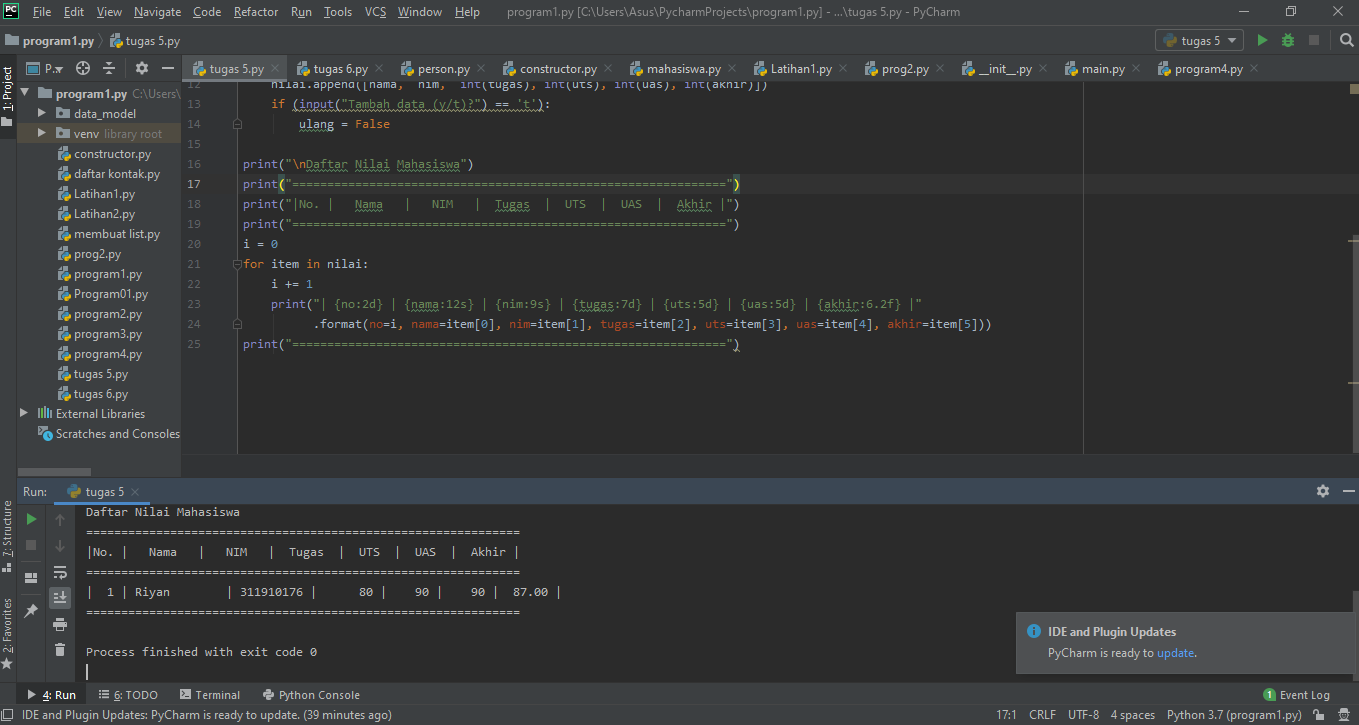 File Edit View Navigate Code Refactor Run Tools VCS Window Help program1.py [C:\Users\Asus\PycharmProjects\program1.py] - ...\tugas 5.py - PyCharm
program1.py tugas 5.py tugas 5
P.. tugas 5.py tugas 6.py person.py constructor.py mahasiswa.py Latihan1.py prog2.py __init__.py main.py program4.py
1: Project
program1.py C:\Users\
data_model
venv library root
constructor.py
daftar kontak.py
Latihan1.py
Latihan2.py
membuat list.py
prog2.py
program1.py
Program01.py
program2.py
program3.py
program4.py
tugas 5.py
tugas 6.py
External Libraries
Scratches and Consoles
12 nilai.append([nama, nim, int(tugas), int(uts), int(uas), int(akhir)])
13 if (input("Tambah data (y/t)?") == 't'):
14 ulang = False
15
16 print("\nDaftar Nilai Mahasiswa")
17 print("==============================================================")
18 print("|No. |   Nama   |   NIM   |  Tugas  |  UTS  |  UAS  |  Akhir |")
19 print("==============================================================")
20 i = 0
21 for item in nilai:
22 i += 1
23 print("| {no:2d} | {nama:12s} | {nim:9s} | {tugas:7d} | {uts:5d} | {uas:5d} | {akhir:6.2f} |"
24 .format(no=i, nama=item[0], nim=item[1], tugas=item[2], uts=item[3], uas=item[4], akhir=item[5]))
25 print("==============================================================")
Run: tugas 5
Daftar Nilai Mahasiswa
==============================================================
|No. |   Nama   |   NIM   |  Tugas  |  UTS  |  UAS  |  Akhir |
==============================================================
|  1 | Riyan        | 311910176 |      80 |    90 |    90 |  87.00 |
==============================================================
Process finished with exit code 0
7: Structure
2: Favorites
IDE and Plugin Updates
PyCharm is ready to update.
4: Run 6: TODO Terminal Python Console 1 Event Log
IDE and Plugin Updates: PyCharm is ready to update. (39 minutes ago) 17:1 CRLF UTF-8 4 spaces Python 3.7 (program1.py)